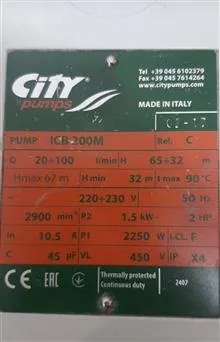 City pumps
Tel +39 045 6102379
Fax +39 045 7614264
www.citypumps.com
MADE IN ITALY
PUMP ICB 200M Rel. C
Q 20÷100 l/min H 65÷32 m
Hmax 67 m H min 32 m t max 90°C
~ 220÷230 V 50 Hz
2900 min⁻¹ P2 1.5 kW - 2 HP
In 10.5 A P1 2250 W I.CL. F
C 45 µF VL 450 V IP X4
CE EAC Thermally protected
Continuous duty 2407